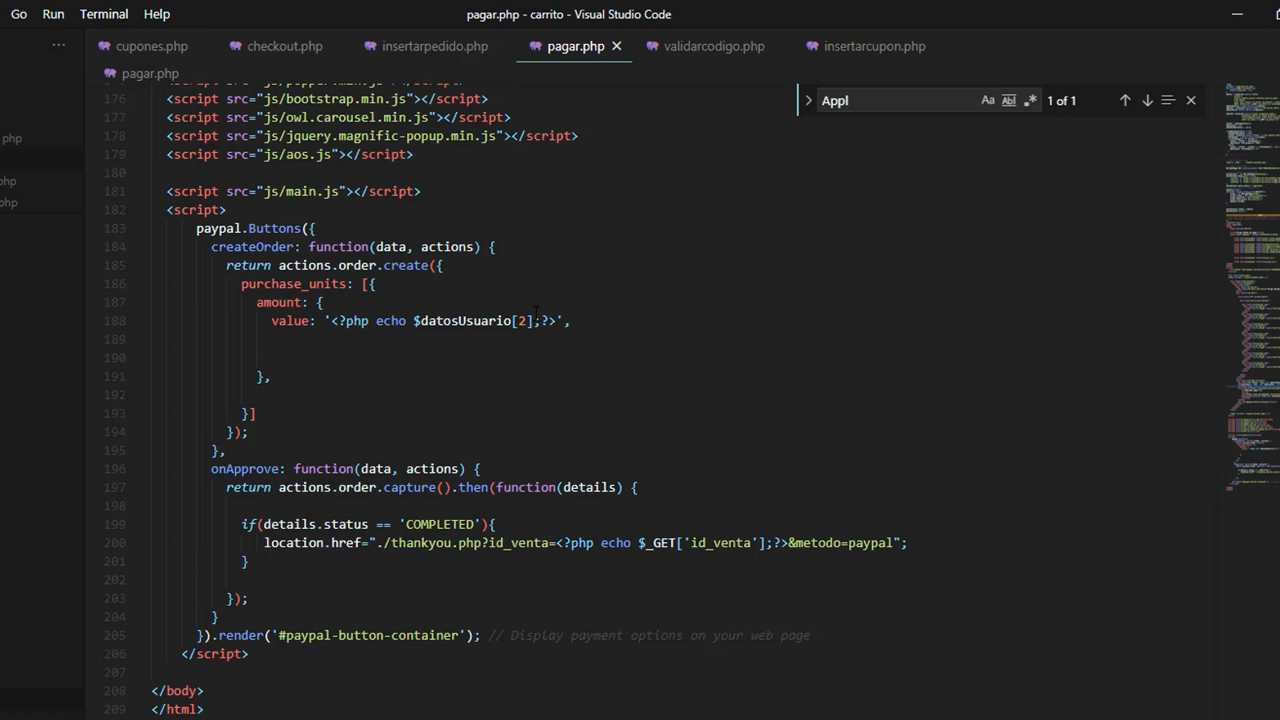 Go Run Terminal Help pagar.php - carrito - Visual Studio Code
cupones.php checkout.php insertarpedido.php pagar.php validarcodigo.php insertarcupon.php
pagar.php
Appl 1 of 1
176 <script src="js/bootstrap.min.js"></script>
177 <script src="js/owl.carousel.min.js"></script>
178 <script src="js/jquery.magnific-popup.min.js"></script>
179 <script src="js/aos.js"></script>
180
181 <script src="js/main.js"></script>
182 <script>
183 paypal.Buttons({
184 createOrder: function(data, actions) {
185 return actions.order.create({
186 purchase_units: [{
187 amount: {
188 value: '<?php echo $datosUsuario[2];?>',
189
190
191 },
192
193 }]
194 });
195 },
196 onApprove: function(data, actions) {
197 return actions.order.capture().then(function(details) {
198
199 if(details.status == 'COMPLETED'){
200 location.href="./thankyou.php?id_venta=<?php echo $_GET['id_venta'];?>&metodo=paypal";
201 }
202
203 });
204 }
205 }).render('#paypal-button-container'); // Display payment options on your web page
206 </script>
207
208 </body>
209 </html>
php
php
php